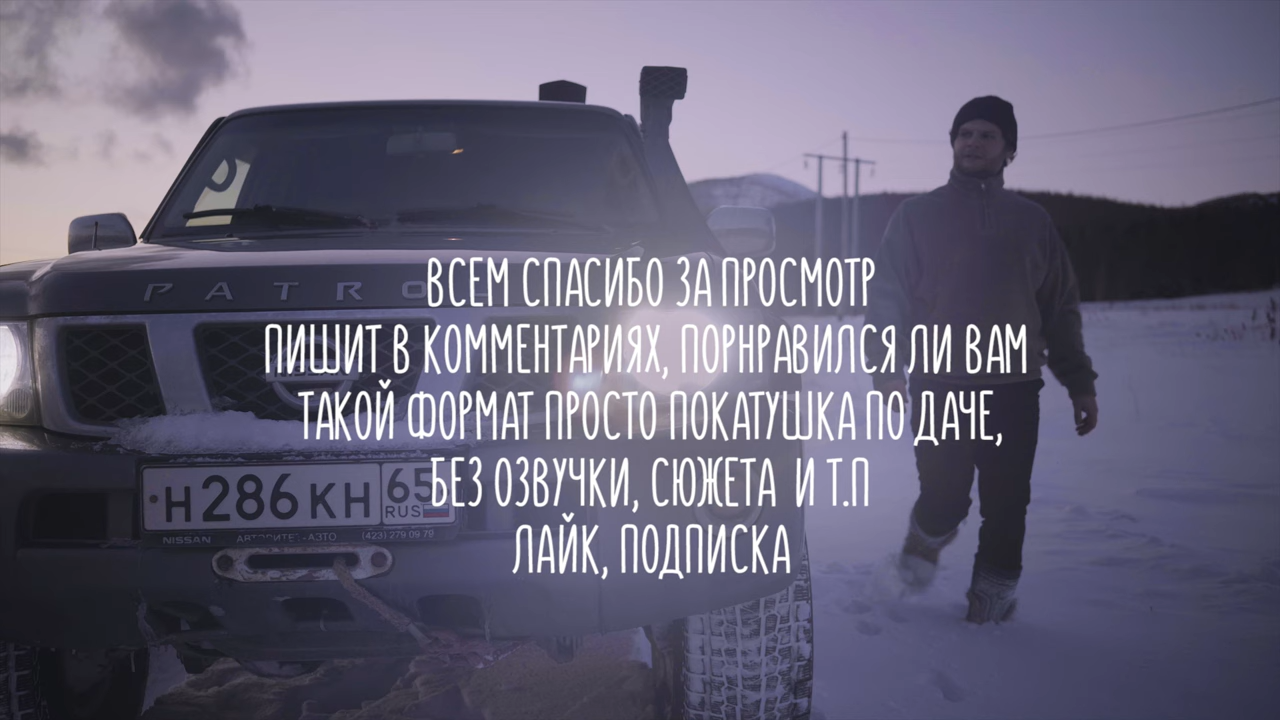 ВСЕМ СПАСИБО ЗА ПРОСМОТР
ПИШИТ В КОММЕНТАРИЯХ, ПОРНРАВИЛСЯ ЛИ ВАМ
ТАКОЙ ФОРМАТ ПРОСТО ПОКАТУШКА ПО ДАЧЕ,
БЕЗ ОЗВУЧКИ, СЮЖЕТА И Т.П
ЛАЙК, ПОДПИСКА
PATRO
Н286КН 65
RUS
NISSAN (423) 279 09 79